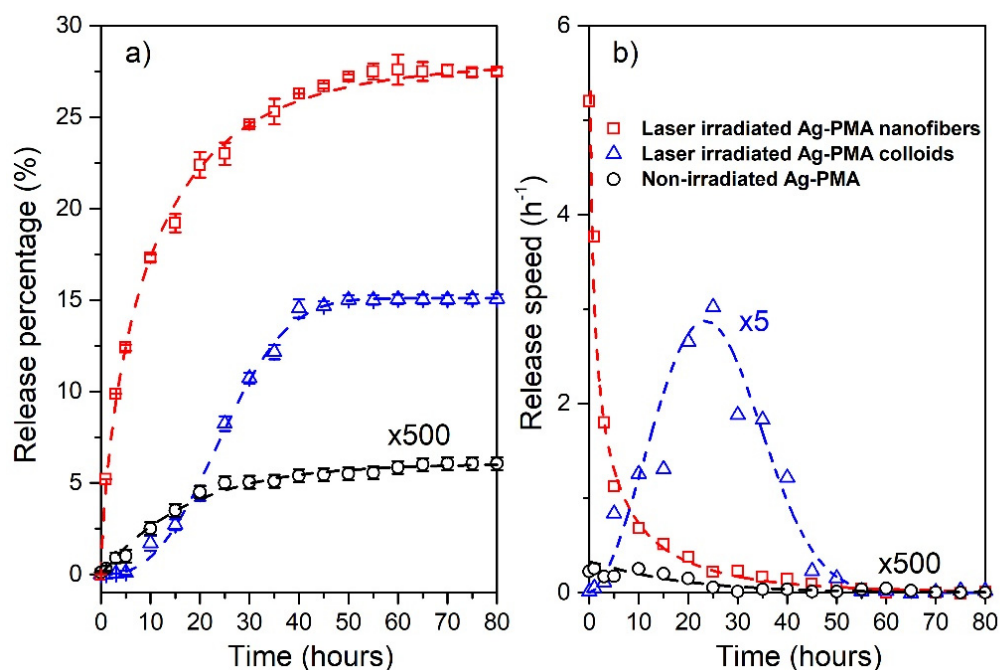 a)
Release percentage (%)
30
25
20
15
10
5
0
x500
0 10 20 30 40 50 60 70 80
Time (hours)
b)
Release speed (h⁻¹)
6
4
2
0
Laser irradiated Ag-PMA nanofibers
Laser irradiated Ag-PMA colloids
Non-irradiated Ag-PMA
x5
x500
0 10 20 30 40 50 60 70 80
Time (hours)